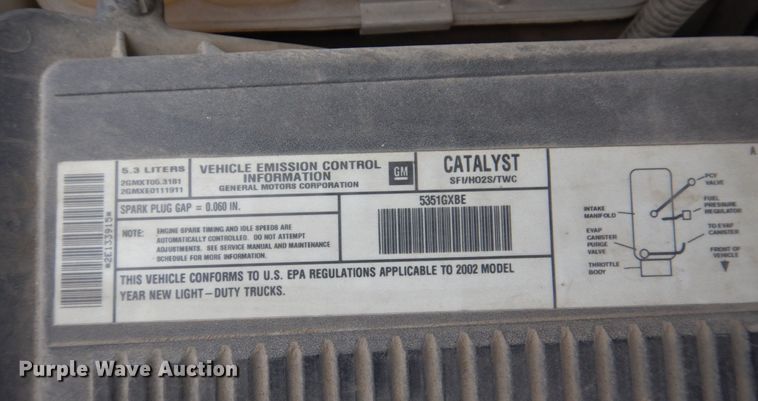 5.3 LITERS
2GMXT05.3181
2GMXE0111911
VEHICLE EMISSION CONTROL
INFORMATION
GENERAL MOTORS CORPORATION
GM
CATALYST
SFI/HO2S/TWC
SPARK PLUG GAP = 0.060 IN.
5351GXBE
NOTE: ENGINE SPARK TIMING AND IDLE SPEEDS ARE
AUTOMATICALLY CONTROLLED. DO NOT ATTEMPT
ADJUSTMENTS. SEE SERVICE MANUAL AND MAINTENANCE
SCHEDULE FOR MORE INFORMATION.
*2E133915*
THIS VEHICLE CONFORMS TO U.S. EPA REGULATIONS APPLICABLE TO 2002 MODEL
YEAR NEW LIGHT-DUTY TRUCKS.
PCV
VALVE
FUEL
PRESSURE
REGULATOR
INTAKE
MANIFOLD
TO EVAP
CANISTER
EVAP
CANISTER
PURGE
VALVE
FRONT OF
VEHICLE
THROTTLE
BODY
A
Purple Wave Auction